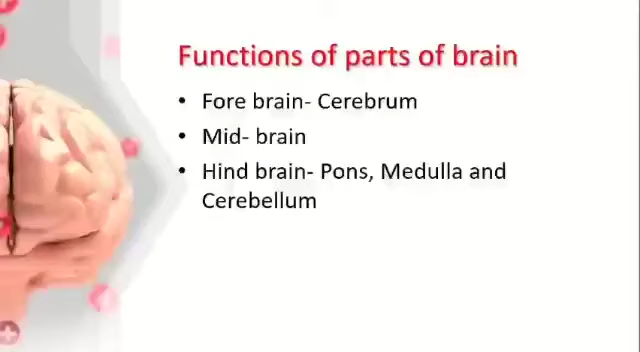 Functions of parts of brain
• Fore brain- Cerebrum
• Mid- brain
• Hind brain- Pons, Medulla and
Cerebellum